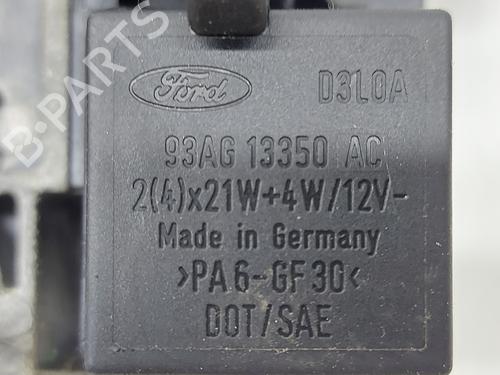 B-PARTS
Ford D3L0A
93AG 13350 AC
2(4)x21W+4W/12V-
Made in Germany
>PA6-GF30<
DOT/SAE